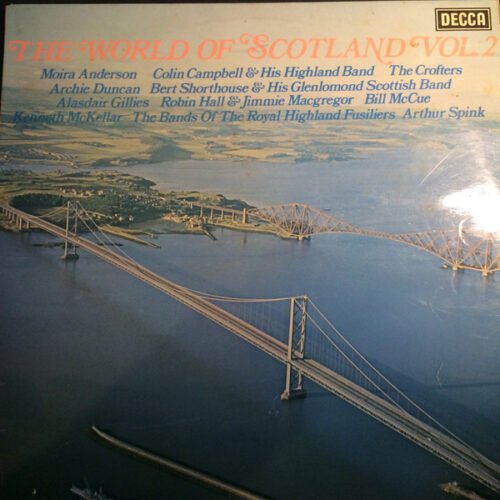 DECCA
THE WORLD OF SCOTLAND VOL. 2
Moira Anderson Colin Campbell & His Highland Band The Crofters
Archie Duncan Bert Shorthouse & His Glenlomond Scottish Band
Alasdair Gillies Robin Hall & Jimmie Macgregor Bill McCue
Kenneth McKellar The Bands Of The Royal Highland Fusiliers Arthur Spink